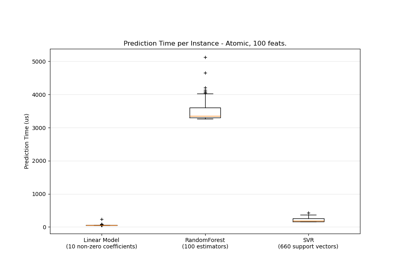 Prediction Time per Instance - Atomic, 100 feats.
5000
4000
3000
2000
1000
0
Prediction Time (us)
Linear Model
(10 non-zero coefficients)
RandomForest
(100 estimators)
SVR
(660 support vectors)